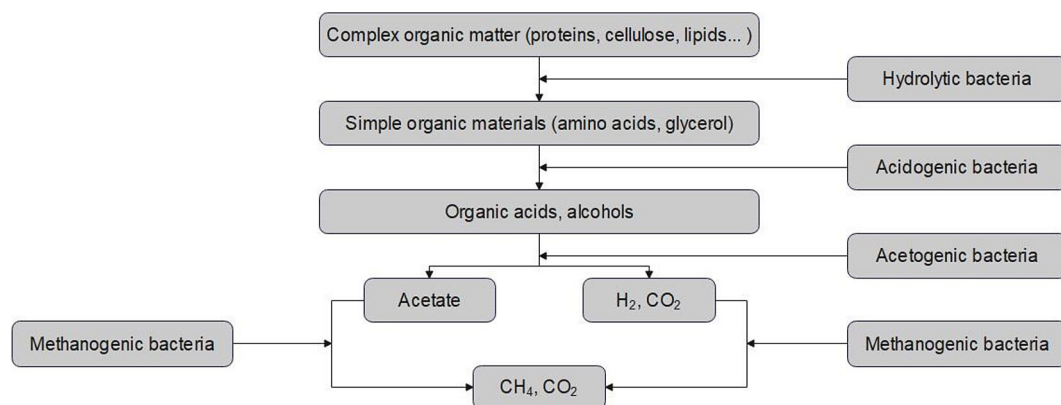 Complex organic matter (proteins, cellulose, lipids... )
Hydrolytic bacteria
Simple organic materials (amino acids, glycerol)
Acidogenic bacteria
Organic acids, alcohols
Acetogenic bacteria
Acetate
H₂, CO₂
Methanogenic bacteria
Methanogenic bacteria
CH₄, CO₂